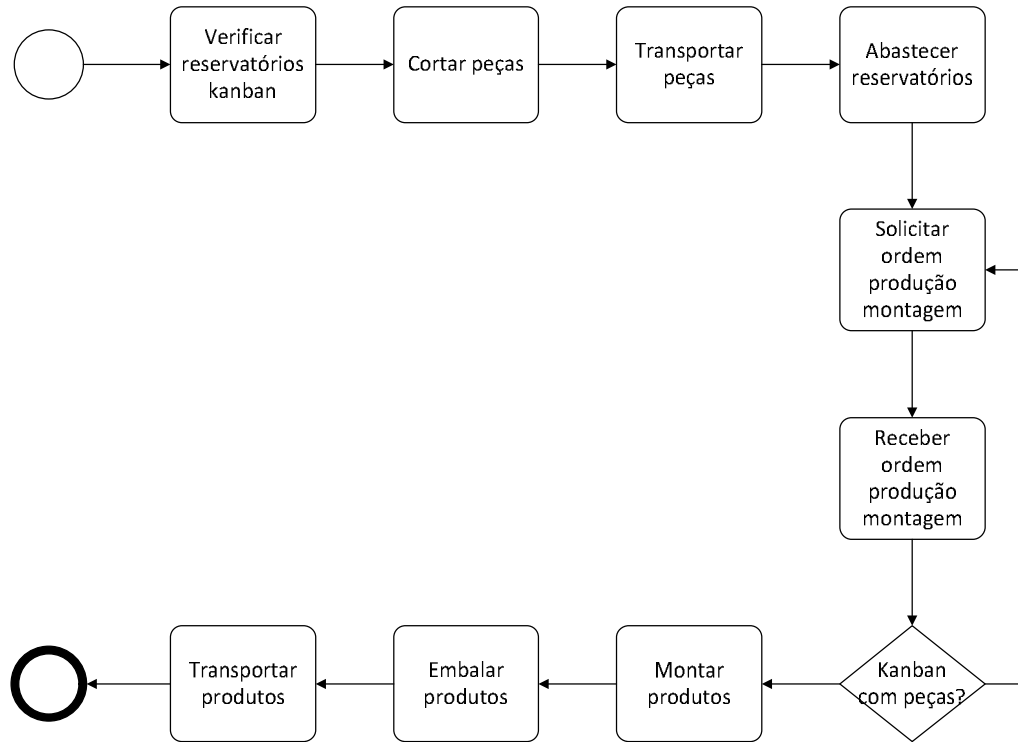 Verificar
reservatórios
kanban
Cortar peças
Transportar
peças
Abastecer
reservatórios
Solicitar
ordem
produção
montagem
Receber
ordem
produção
montagem
Kanban
com peças?
Montar
produtos
Embalar
produtos
Transportar
produtos